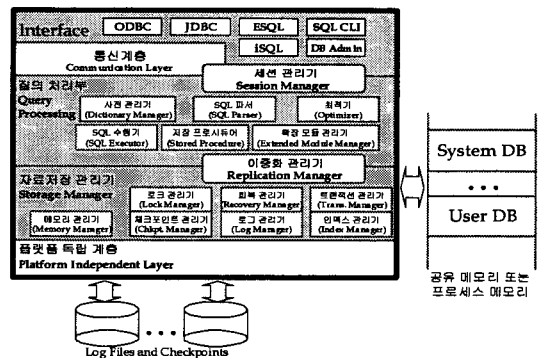 Interface
ODBC
JDBC
ESQL
SQL CLI
iSQL
DB Admin
통신계층
Communication Layer
세션 관리기
Session Manager
질의 처리부
Query
Processing
사전 관리기
(Dictionary Manager)
SQL 파서
(SQL Parser)
최적기
(Optimizer)
SQL 수행기
(SQL Executor)
저장 프로시듀어
(Stored Procedure)
확장 모듈 관리기
(Extended Module Manager)
이중화 관리기
Replication Manager
자료저장 관리기
Storage Manager
로크 관리기
(Lock Manager)
회복 관리기
(Recovery Manager)
트랜잭션 관리기
(Trans. Manager)
메모리 관리기
(Memory Manager)
체크포인트 관리기
(Chkpt. Manager)
로그 관리기
(Log Manager)
인덱스 관리기
(Index Manager)
플랫폼 독립 계층
Platform Independent Layer
System DB
• • •
User DB
공유 메모리 또는
프로세스 메모리
• • •
Log Files and Checkpoints